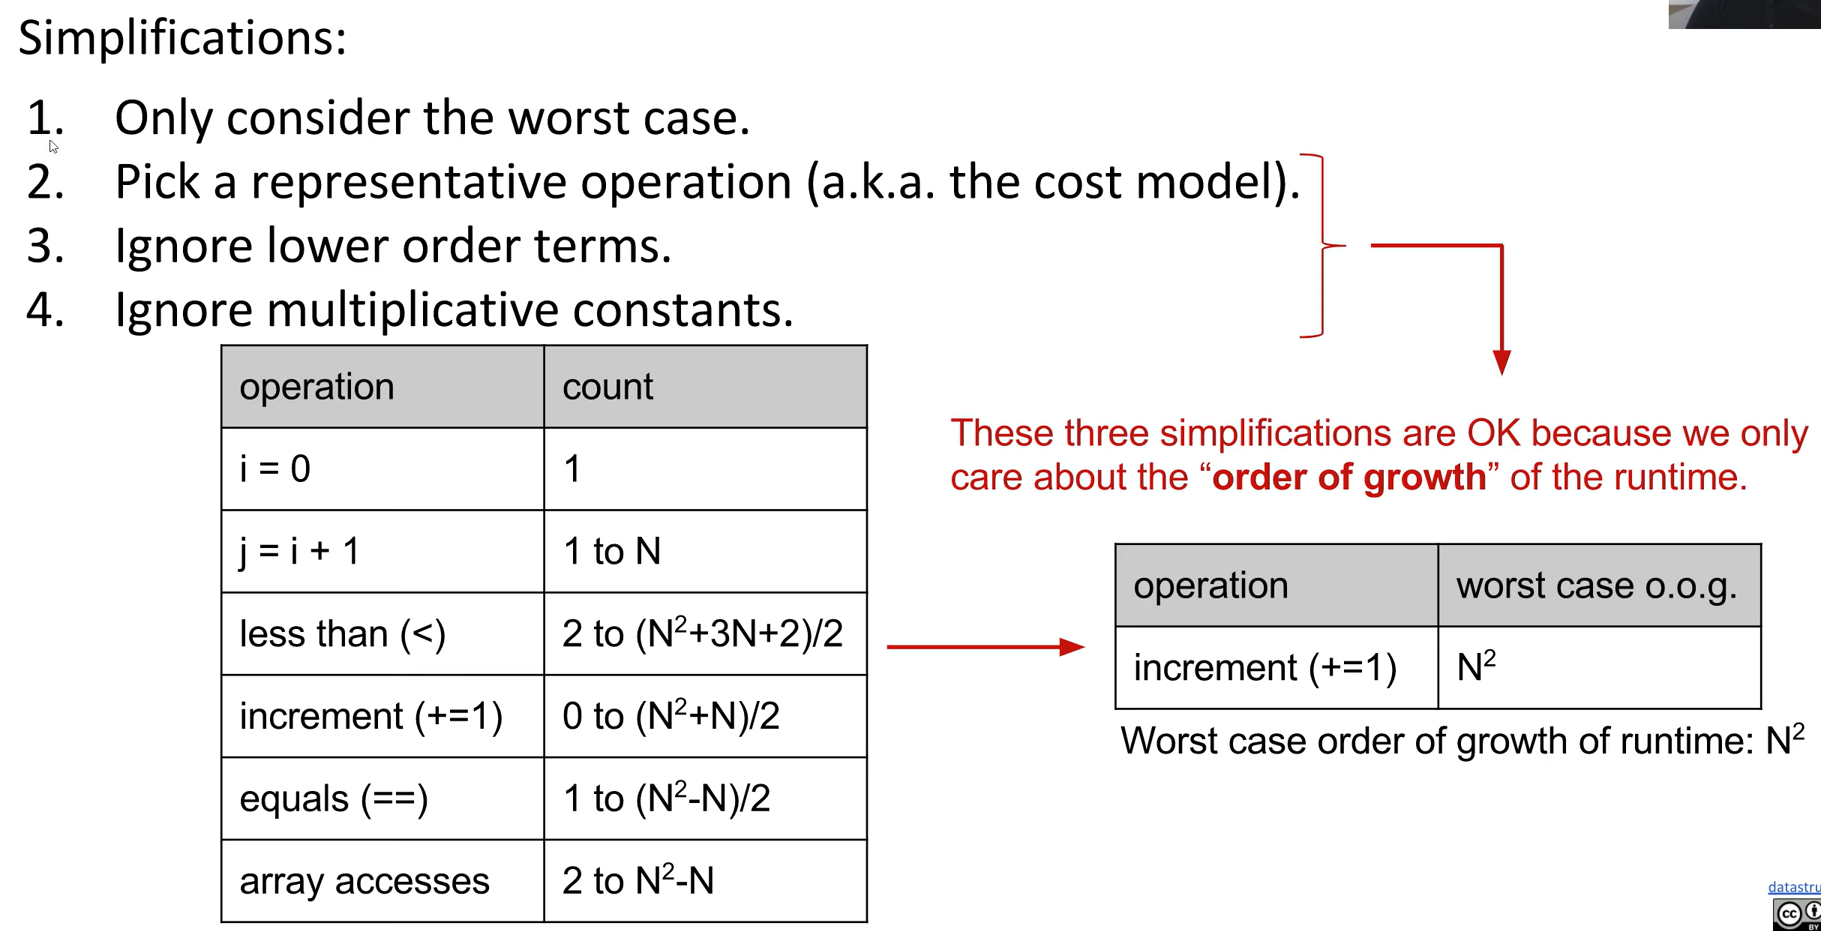 Simplifications:
1. Only consider the worst case.
2. Pick a representative operation (a.k.a. the cost model).
3. Ignore lower order terms.
4. Ignore multiplicative constants.
operation count
i = 0 1
j = i + 1 1 to N
less than (<) 2 to (N²+3N+2)/2
increment (+=1) 0 to (N²+N)/2
equals (==) 1 to (N²-N)/2
array accesses 2 to N²-N
These three simplifications are OK because we only
care about the “order of growth” of the runtime.
operation worst case o.o.g.
increment (+=1) N²
Worst case order of growth of runtime: N²
datastru
cc
BY